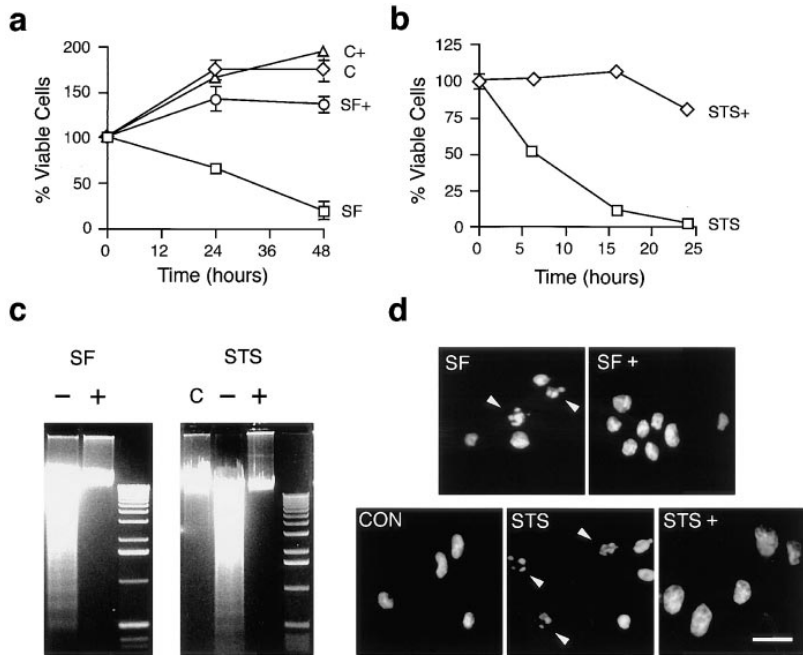 a
% Viable Cells
200
150
100
50
0
0 12 24 36 48
Time (hours)
C+
C
SF+
SF
b
% Viable Cells
125
100
75
50
25
0
0 5 10 15 20 25
Time (hours)
STS+
STS
c
SF
STS
− +
C − +
d
SF
SF +
CON
STS
STS +